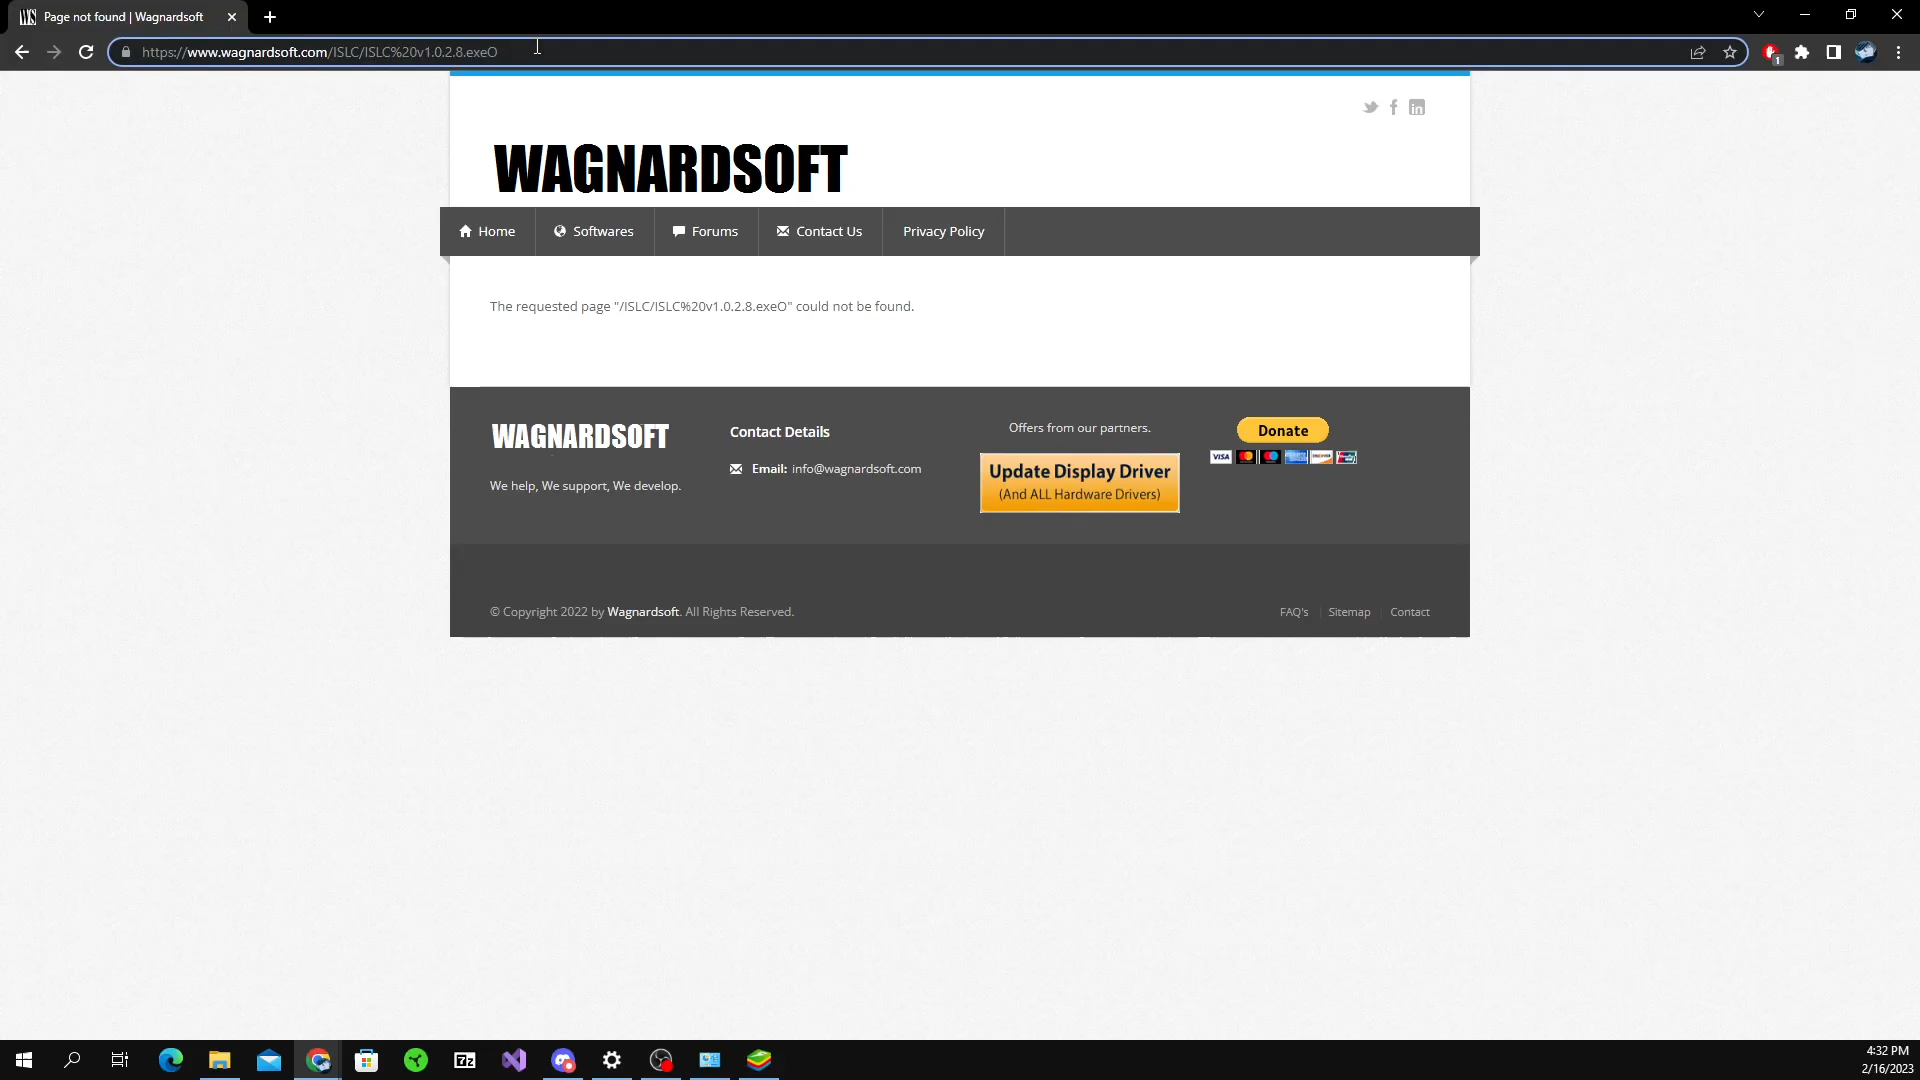 Page not found | Wagnardsoft
https://www.wagnardsoft.com/ISLC/ISLC%20v1.0.2.8.exeO
1
WAGNARDSOFT
Home
Softwares
Forums
Contact Us
Privacy Policy
The requested page "/ISLC/ISLC%20v1.0.2.8.exeO" could not be found.
WAGNARDSOFT
We help, We support, We develop.
Contact Details
Email: info@wagnardsoft.com
Offers from our partners.
Update Display Driver
(And ALL Hardware Drivers)
Donate
VISA
© Copyright 2022 by Wagnardsoft. All Rights Reserved.
FAQ's
Sitemap
Contact
7z
4:32 PM
2/16/2023